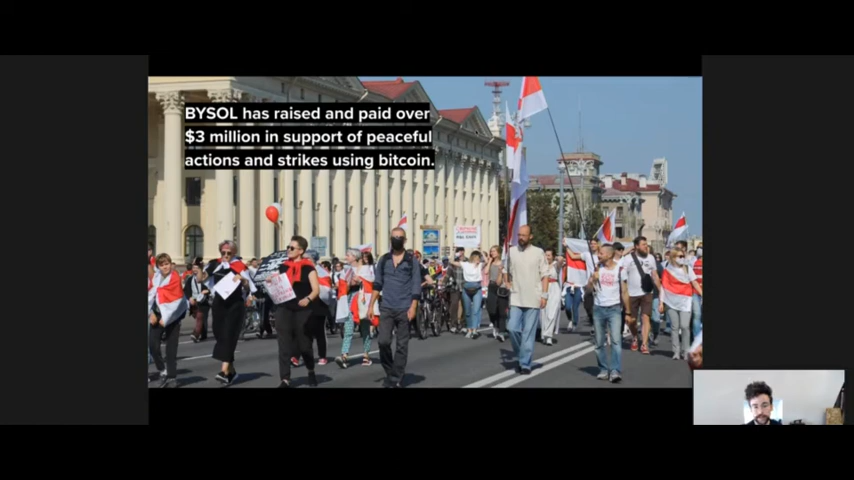 BYSOL has raised and paid over
$3 million in support of peaceful
actions and strikes using bitcoin.